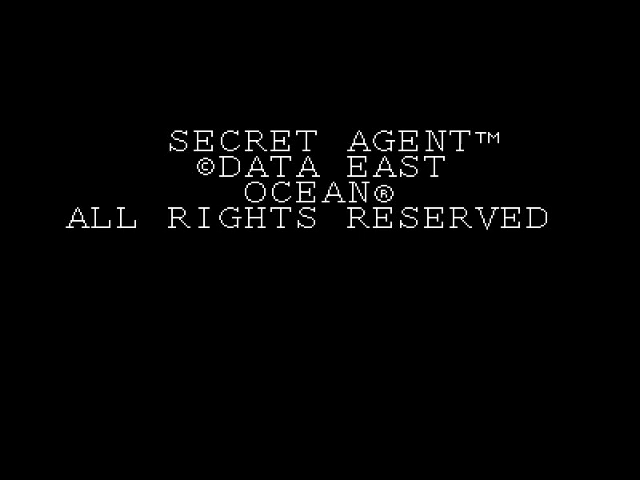 SECRET AGENT™
©DATA EAST
OCEAN®
ALL RIGHTS RESERVED